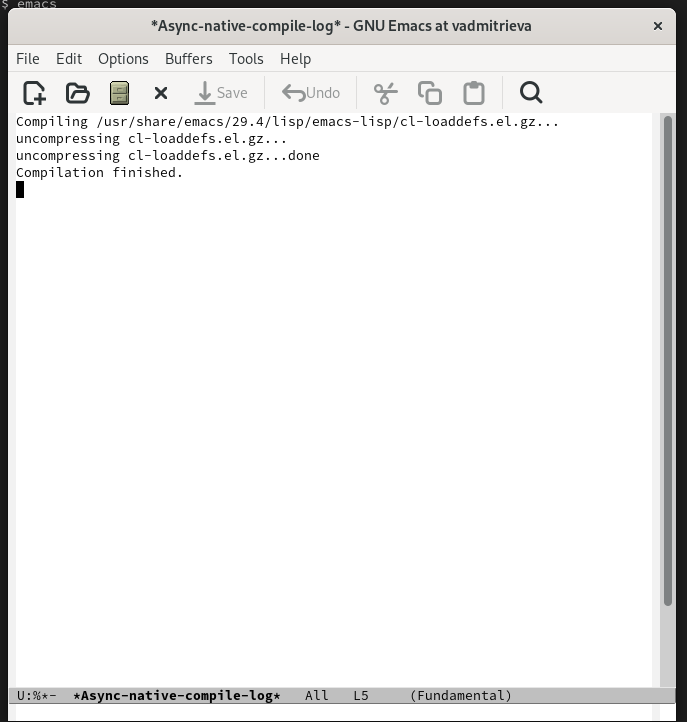 $ emacs
*Async-native-compile-log* - GNU Emacs at vadmitrieva
File Edit Options Buffers Tools Help
Save Undo
Compiling /usr/share/emacs/29.4/lisp/emacs-lisp/cl-loaddefs.el.gz...
uncompressing cl-loaddefs.el.gz...
uncompressing cl-loaddefs.el.gz...done
Compilation finished.
U:%*- *Async-native-compile-log* All L5 (Fundamental)